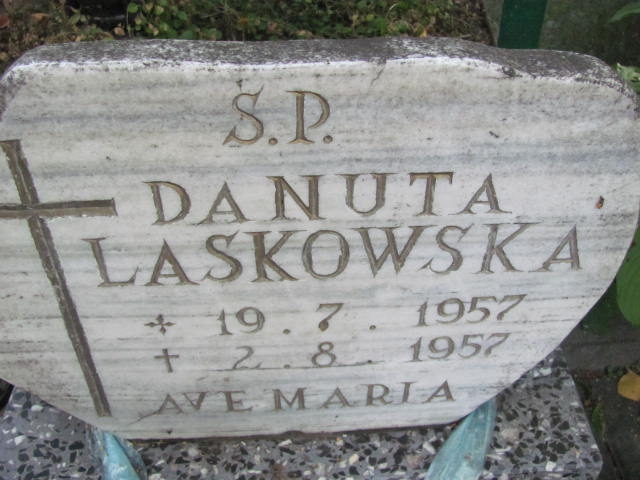 Ś.P.
DANUTA
LASKOWSKA
19.7.1957
✝ 2.8.1957
AVE MARIA